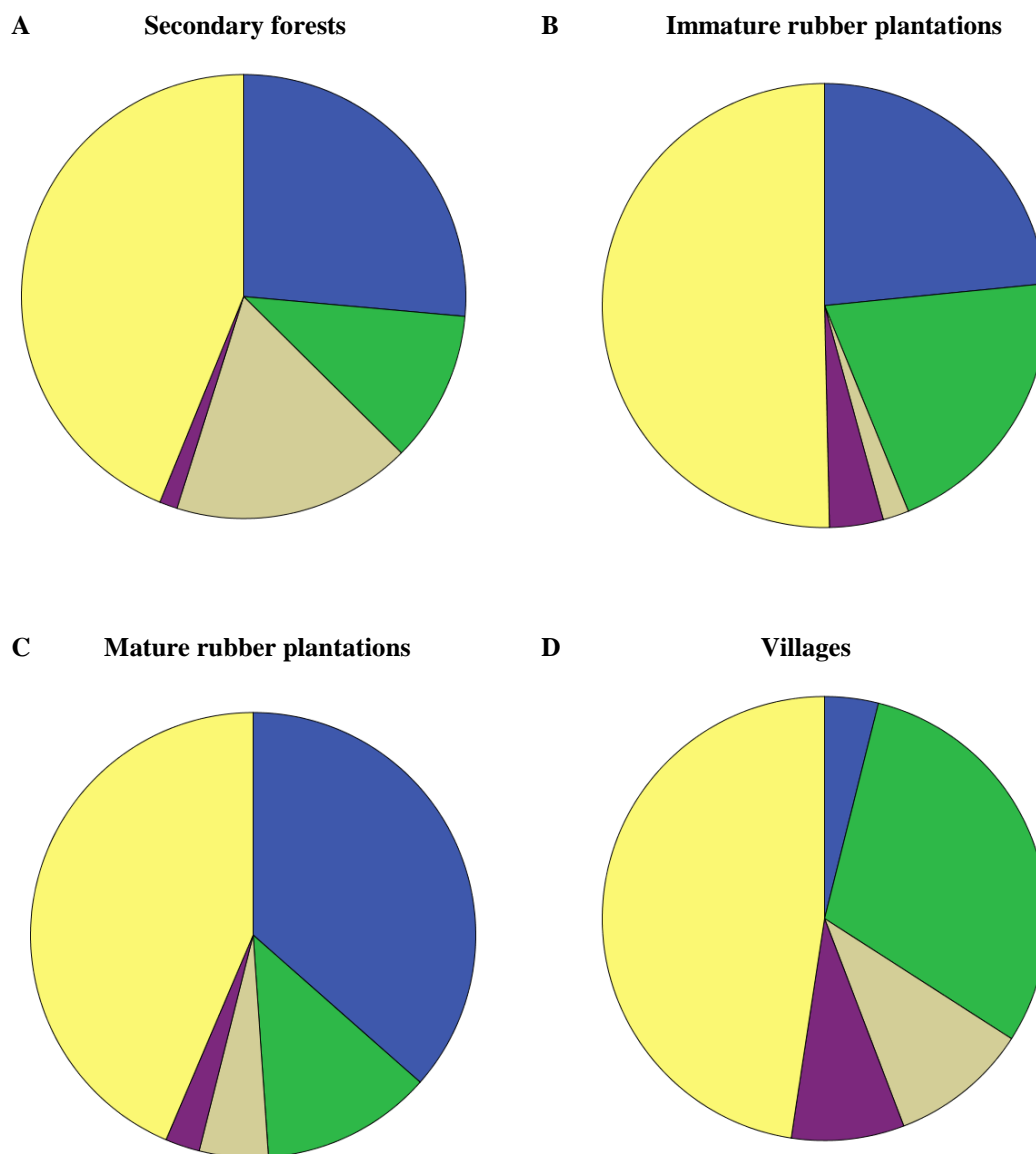 A Secondary forests
B Immature rubber plantations
C Mature rubber plantations
D Villages